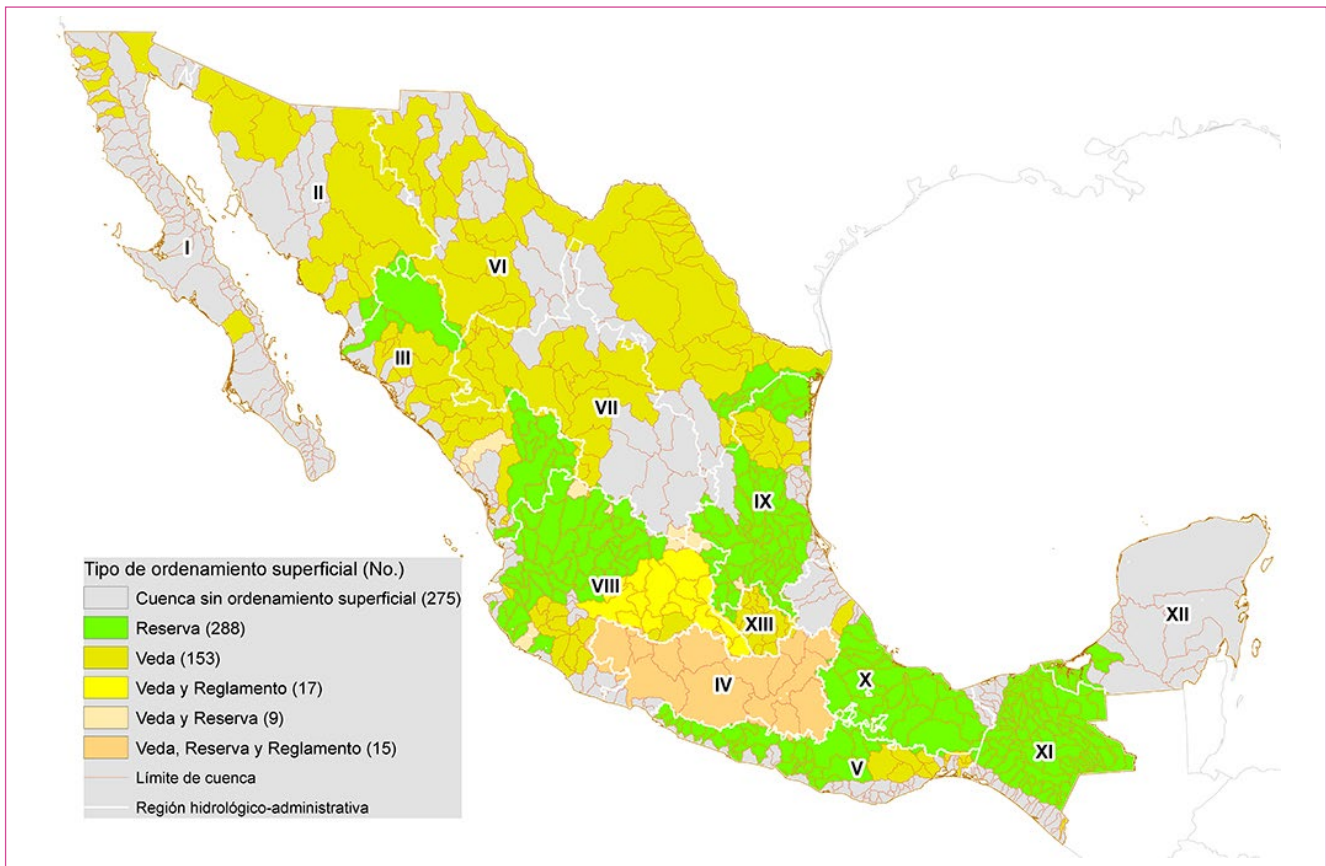 I
II
VI
III
VII
IX
VIII
XIII
XII
IV
X
V
XI
Tipo de ordenamiento superficial (No.)
Cuenca sin ordenamiento superficial (275)
Reserva (288)
Veda (153)
Veda y Reglamento (17)
Veda y Reserva (9)
Veda, Reserva y Reglamento (15)
Límite de cuenca
Región hidrológico-administrativa